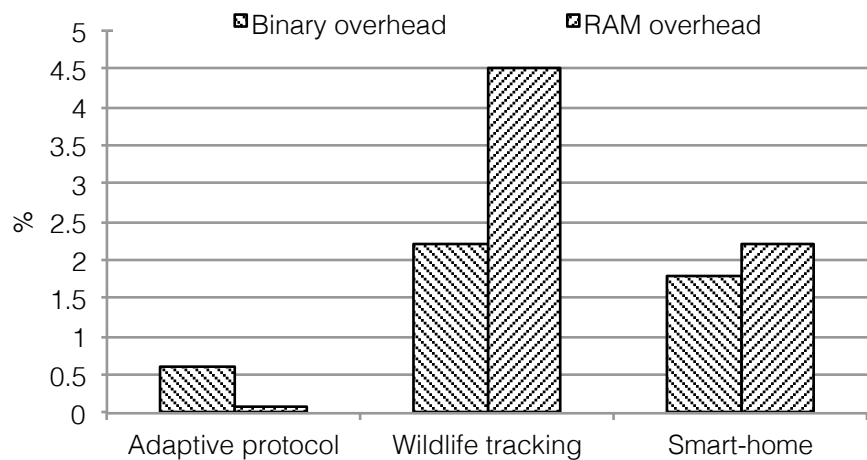 Binary overhead
RAM overhead
5
4.5
4
3.5
3
2.5
2
1.5
1
0.5
0
%
Adaptive protocol
Wildlife tracking
Smart-home